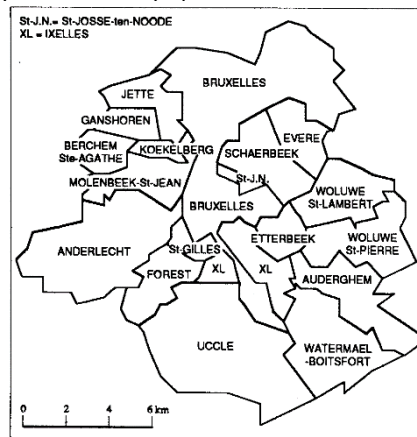 St-J.N.= St-JOSSE-ten-NOODE
XL = IXELLES
BRUXELLES
JETTE
GANSHOREN
EVERE
BERCHEM
Ste-AGATHE
KOEKELBERG
SCHAERBEEK
St-J.N.
MOLENBEEK-St-JEAN
WOLUWE
St-LAMBERT
BRUXELLES
ETTERBEEK
WOLUWE
St-PIERRE
ANDERLECHT
St-GILLES
FOREST
XL
XL
AUDERGHEM
UCCLE
WATERMAEL
-BOITSFORT
0 2 4 6 km